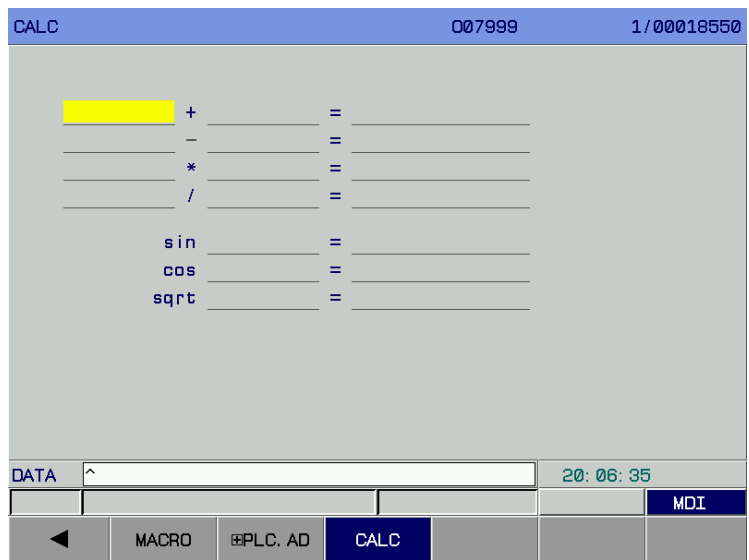 CALC O07999 1/00018550
+ =
- =
* =
/ =
sin =
cos =
sqrt =
DATA ^ 20:06:35
MDI
◀ MACRO ⊞PLC. AD CALC